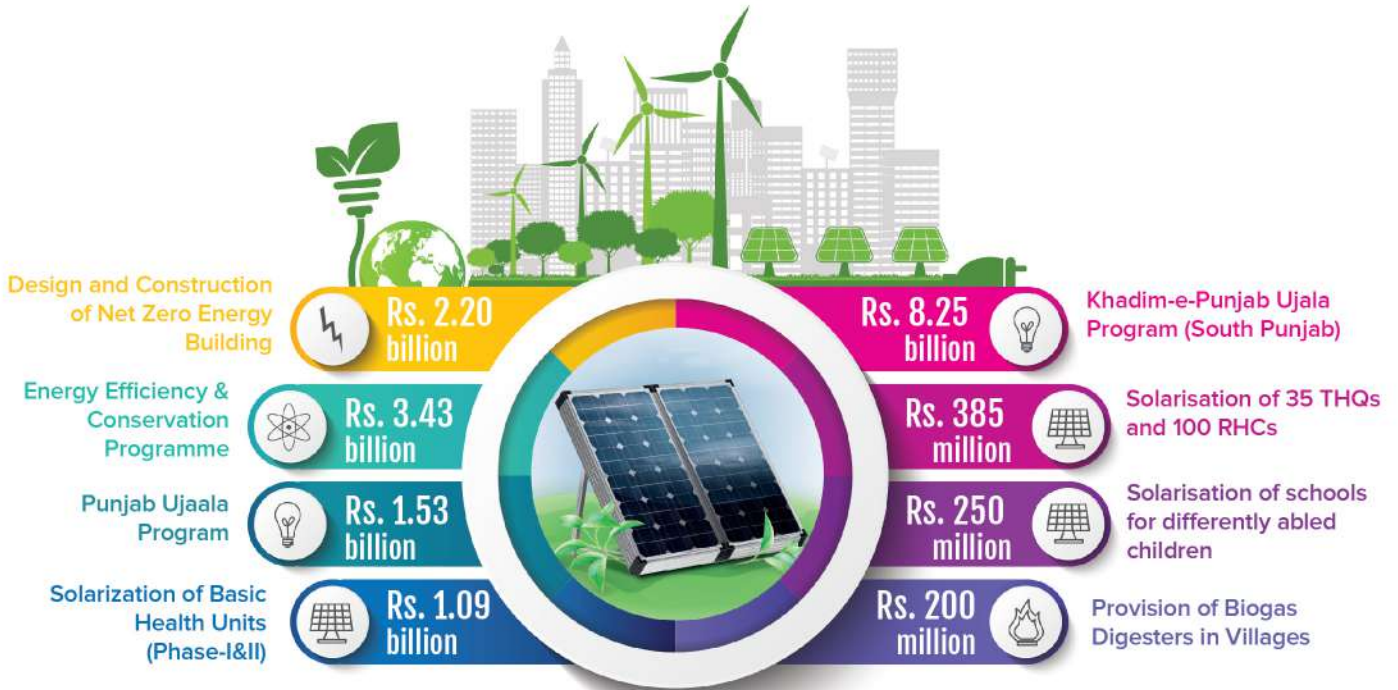 Design and Construction
of Net Zero Energy
Building
Rs. 2.20
billion
Energy Efficiency &
Conservation
Programme
Rs. 3.43
billion
Punjab Ujaala
Program
Rs. 1.53
billion
Solarization of Basic
Health Units
(Phase-I&II)
Rs. 1.09
billion
Rs. 8.25
billion
Khadim-e-Punjab Ujala
Program (South Punjab)
Rs. 385
million
Solarisation of 35 THQs
and 100 RHCs
Rs. 250
million
Solarisation of schools
for differently abled
children
Rs. 200
million
Provision of Biogas
Digesters in Villages